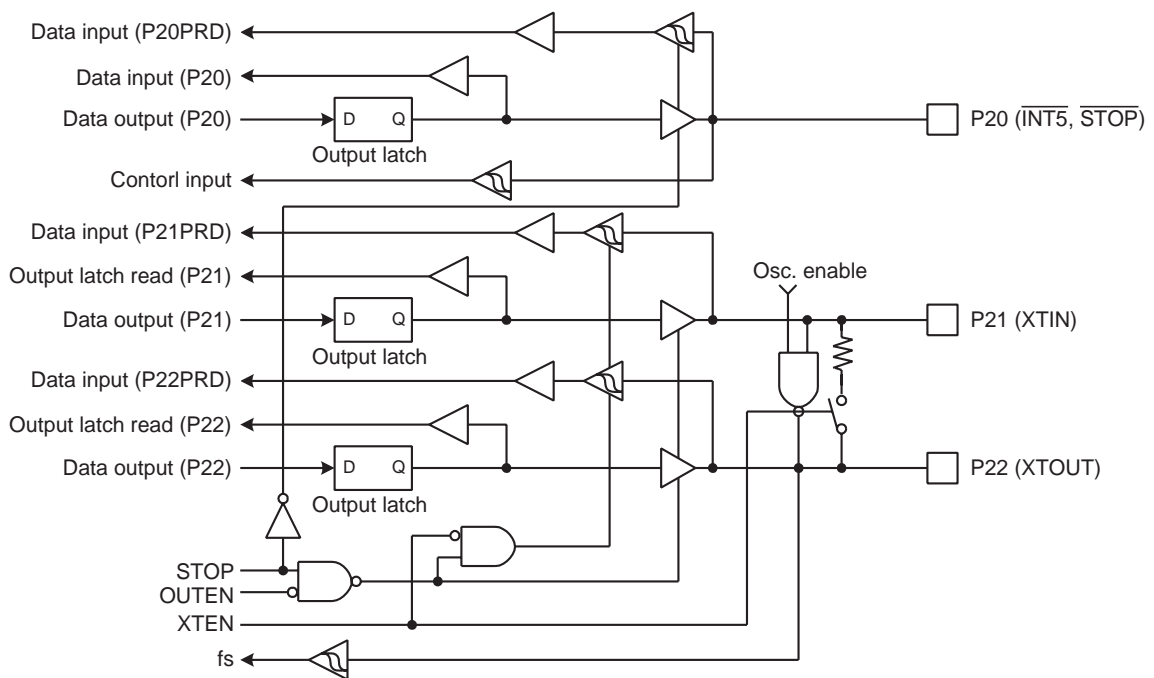 Data input (P20PRD)
Data input (P20)
Data output (P20)
D Q
Output latch
P20 (INT5, STOP)
Contorl input
Data input (P21PRD)
Output latch read (P21)
Osc. enable
Data output (P21)
D Q
Output latch
P21 (XTIN)
Data input (P22PRD)
Output latch read (P22)
Data output (P22)
D Q
Output latch
P22 (XTOUT)
STOP
OUTEN
XTEN
fs